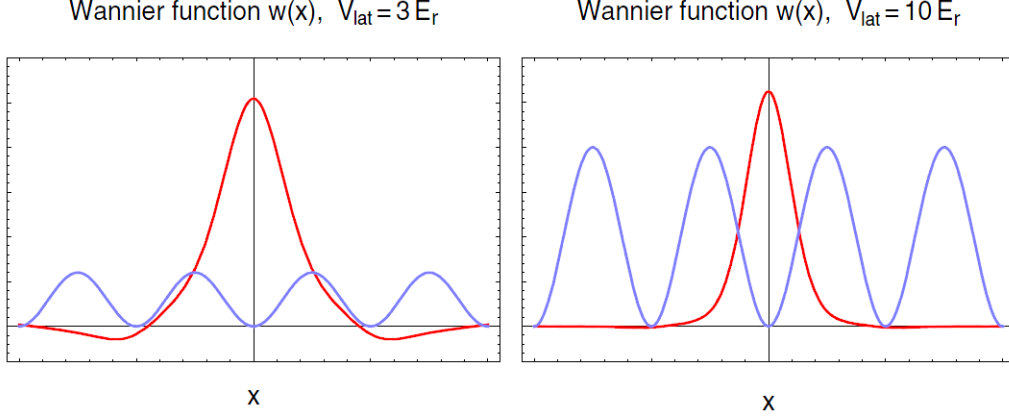 Wannier function w(x), V_lat = 3 E_r
Wannier function w(x), V_lat = 10 E_r
x
x